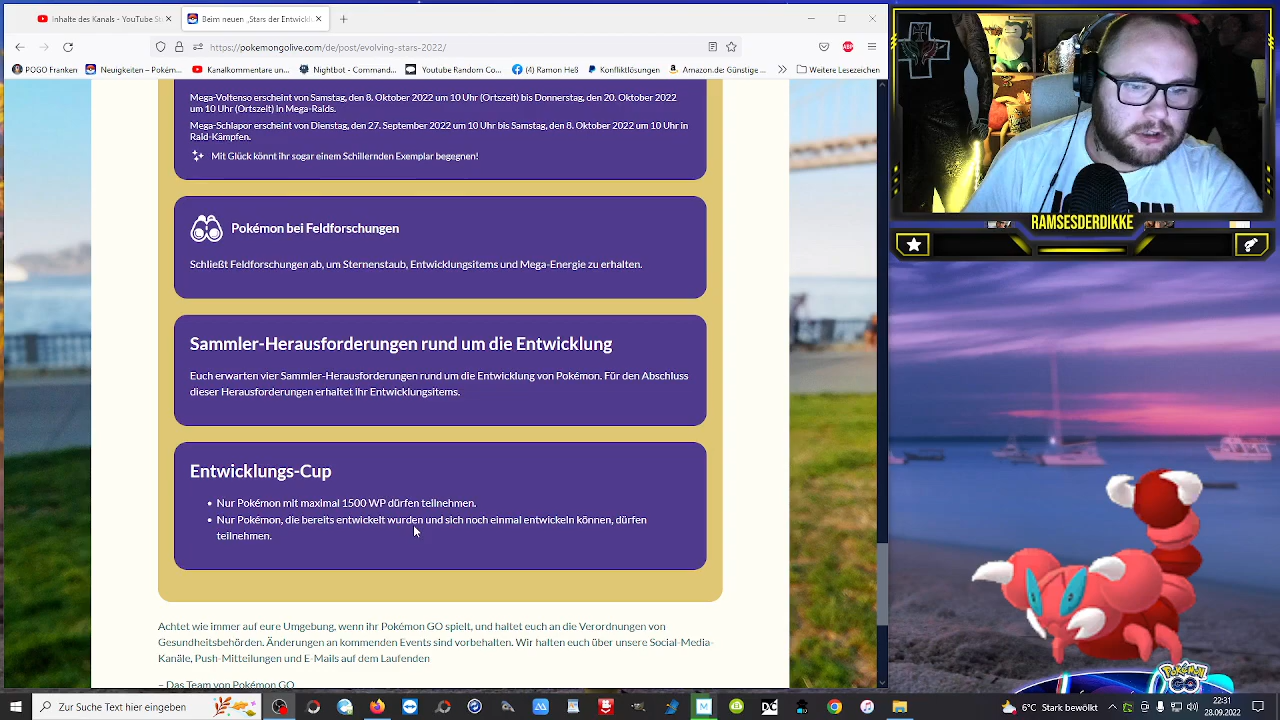 Inhalte des Kanals - YouTube St
Beim neuen „Stars der Entwickl
https://pokemongolive.com/de/post/evolving-stars-2022/
POGO Franken
Neuigkeiten – Pokém...
Kanalkommentare un...
Nightbot - Command...
Youtube Random Co...
(4) Ramon Heß
Konfliktlösungen
Amazon.de: Günstige ...
Weitere Lesezeichen
Mega-Voltenso erscheint von Samstag, den 8. Oktober 2022 um 10 Uhr (Ortszeit) bis Donnerstag, den 20. Oktober 2022
um 10 Uhr (Ortszeit) in Mega-Raids.
Mega-Schlapor erscheint von Dienstag, den 27. September 2022 um 10 Uhr bis Samstag, den 8. Oktober 2022 um 10 Uhr in
Raid-Kämpfen.
Mit Glück könnt ihr sogar einem Schillernden Exemplar begegnen!
Pokémon bei Feldforschungen
Schließt Feldforschungen ab, um Sternenstaub, Entwicklungsitems und Mega-Energie zu erhalten.
Sammler-Herausforderungen rund um die Entwicklung
Euch erwarten vier Sammler-Herausforderungen rund um die Entwicklung von Pokémon. Für den Abschluss
dieser Herausforderungen erhaltet ihr Entwicklungsitems.
Entwicklungs-Cup
• Nur Pokémon mit maximal 1500 WP dürfen teilnehmen.
• Nur Pokémon, die bereits entwickelt wurden und sich noch einmal entwickeln können, dürfen
teilnehmen.
Achtet wie immer auf eure Umgebung, wenn ihr Pokémon GO spielt, und haltet euch an die Verordnungen von
Gesundheitsbehörden. Änderungen an kommenden Events sind vorbehalten. Wir halten euch über unsere Social-Media-
Kanäle, Push-Mitteilungen und E-Mails auf dem Laufenden
– Das Team von Pokémon GO
RAMSESDERDIKKE
Pokémon
GO
Zur Suche Text hier eingeben
22:31
28.09.2022